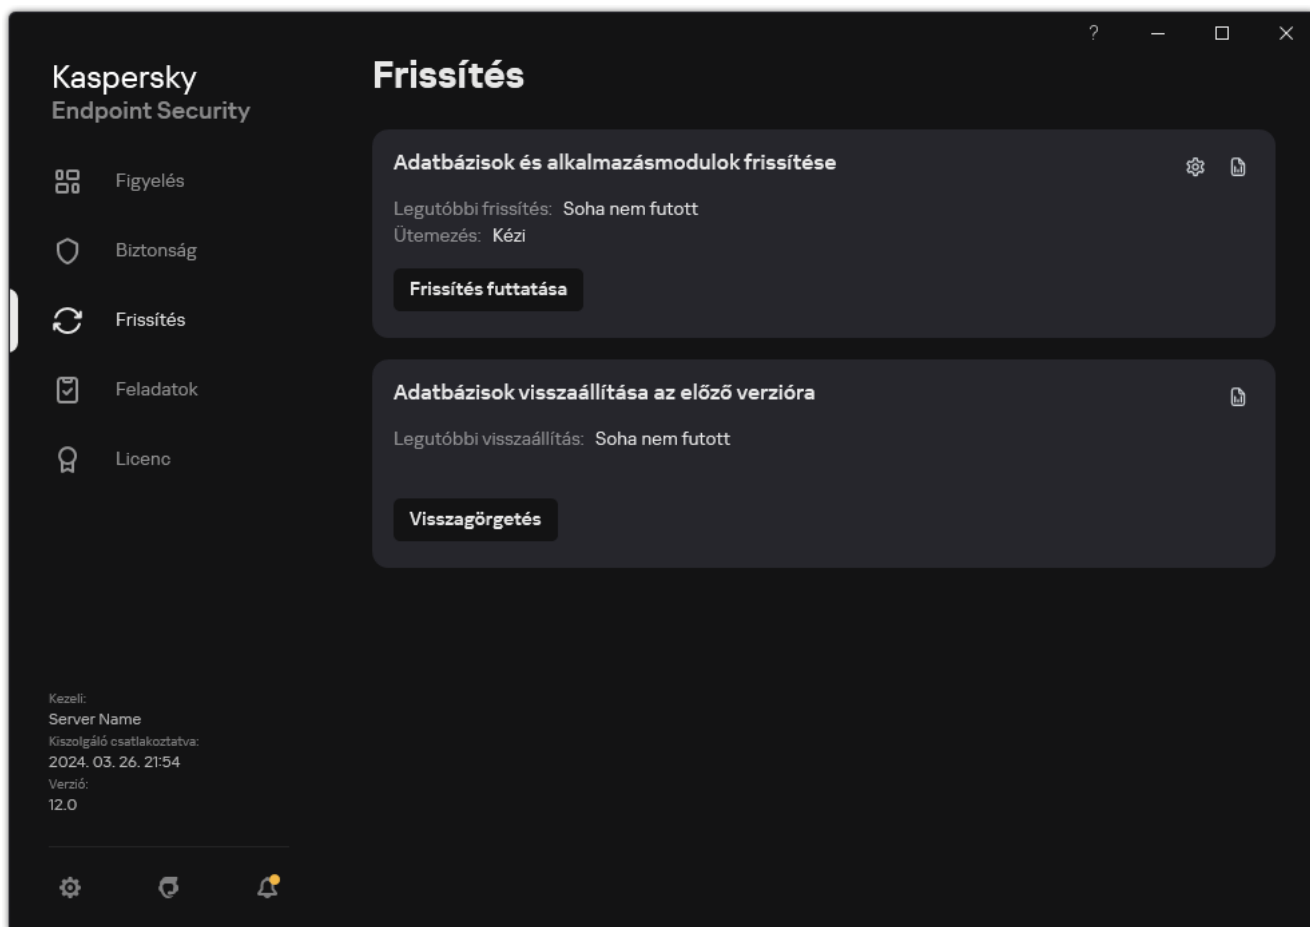 ?
Kaspersky
Endpoint Security
Figyelés
Biztonság
Frissítés
Feladatok
Licenc
Kezeli:
Server Name
Kiszolgáló csatlakoztatva:
2024. 03. 26. 21:54
Verzió:
12.0
Frissítés
Adatbázisok és alkalmazásmodulok frissítése
Legutóbbi frissítés: Soha nem futott
Ütemezés: Kézi
Frissítés futtatása
Adatbázisok visszaállítása az előző verzióra
Legutóbbi visszaállítás: Soha nem futott
Visszagörgetés